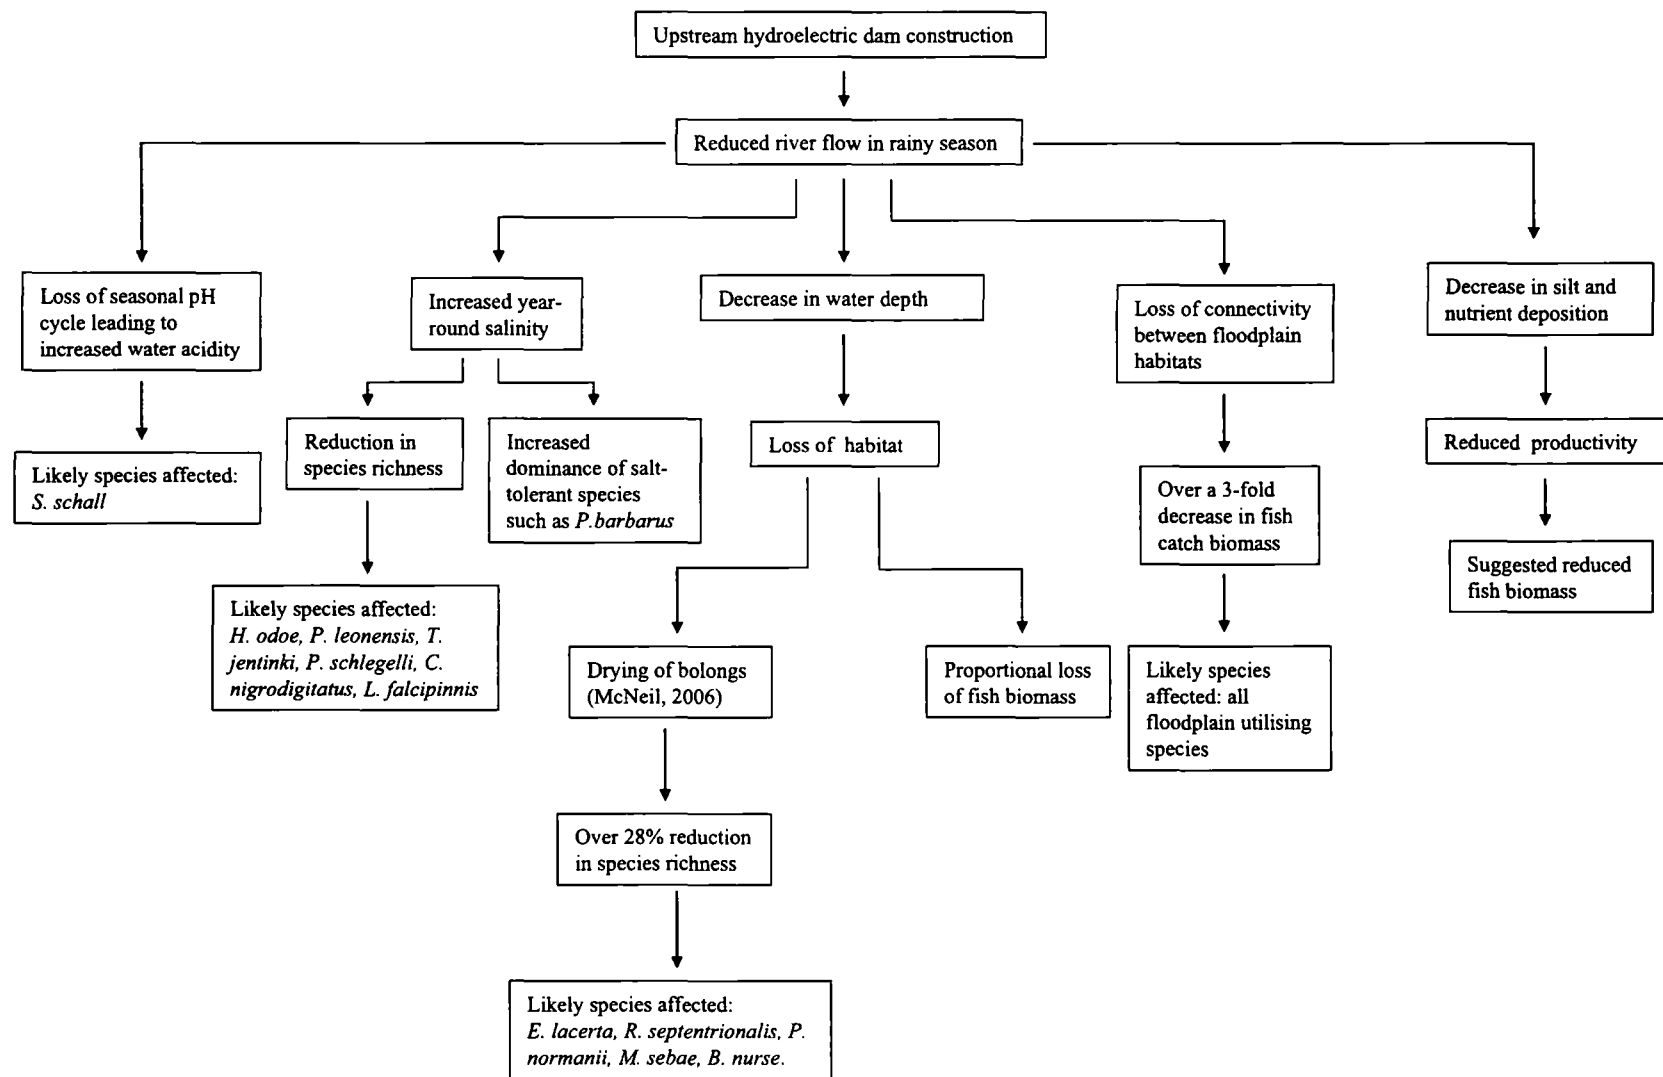 Upstream hydroelectric dam construction
Reduced river flow in rainy season
Loss of seasonal pH
cycle leading to
increased water acidity
Likely species affected:
S. schall
Increased year-
round salinity
Reduction in
species richness
Likely species affected:
H. odoe, P. leonensis, T.
jentinki, P. schlegelli, C.
nigrodigitatus, L. falcipinnis
Increased
dominance of salt-
tolerant species
such as P.barbarus
Decrease in water depth
Loss of habitat
Drying of bolongs
(McNeil, 2006)
Over 28% reduction
in species richness
Likely species affected:
E. lacerta, R. septentrionalis, P.
normanii, M. sebae, B. nurse.
Proportional loss
of fish biomass
Loss of connectivity
between floodplain
habitats
Over a 3-fold
decrease in fish
catch biomass
Likely species
affected: all
floodplain utilising
species
Decrease in silt and
nutrient deposition
Reduced productivity
Suggested reduced
fish biomass